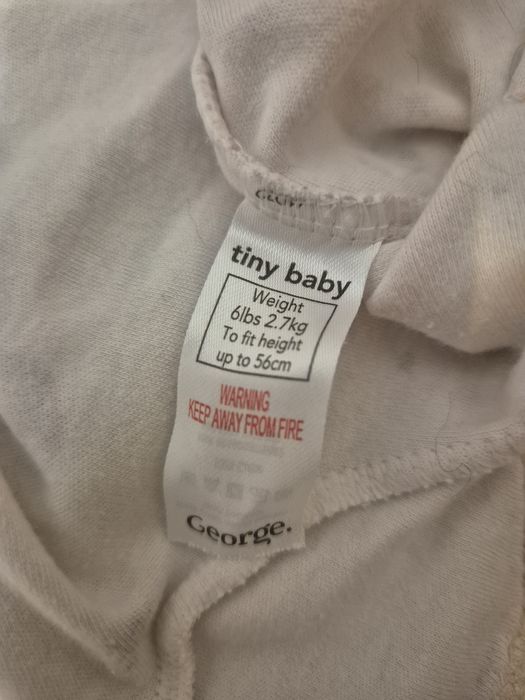 tiny baby
Weight
6lbs 2.7kg
To fit height
up to 56cm
WARNING
KEEP AWAY FROM FIRE
George.